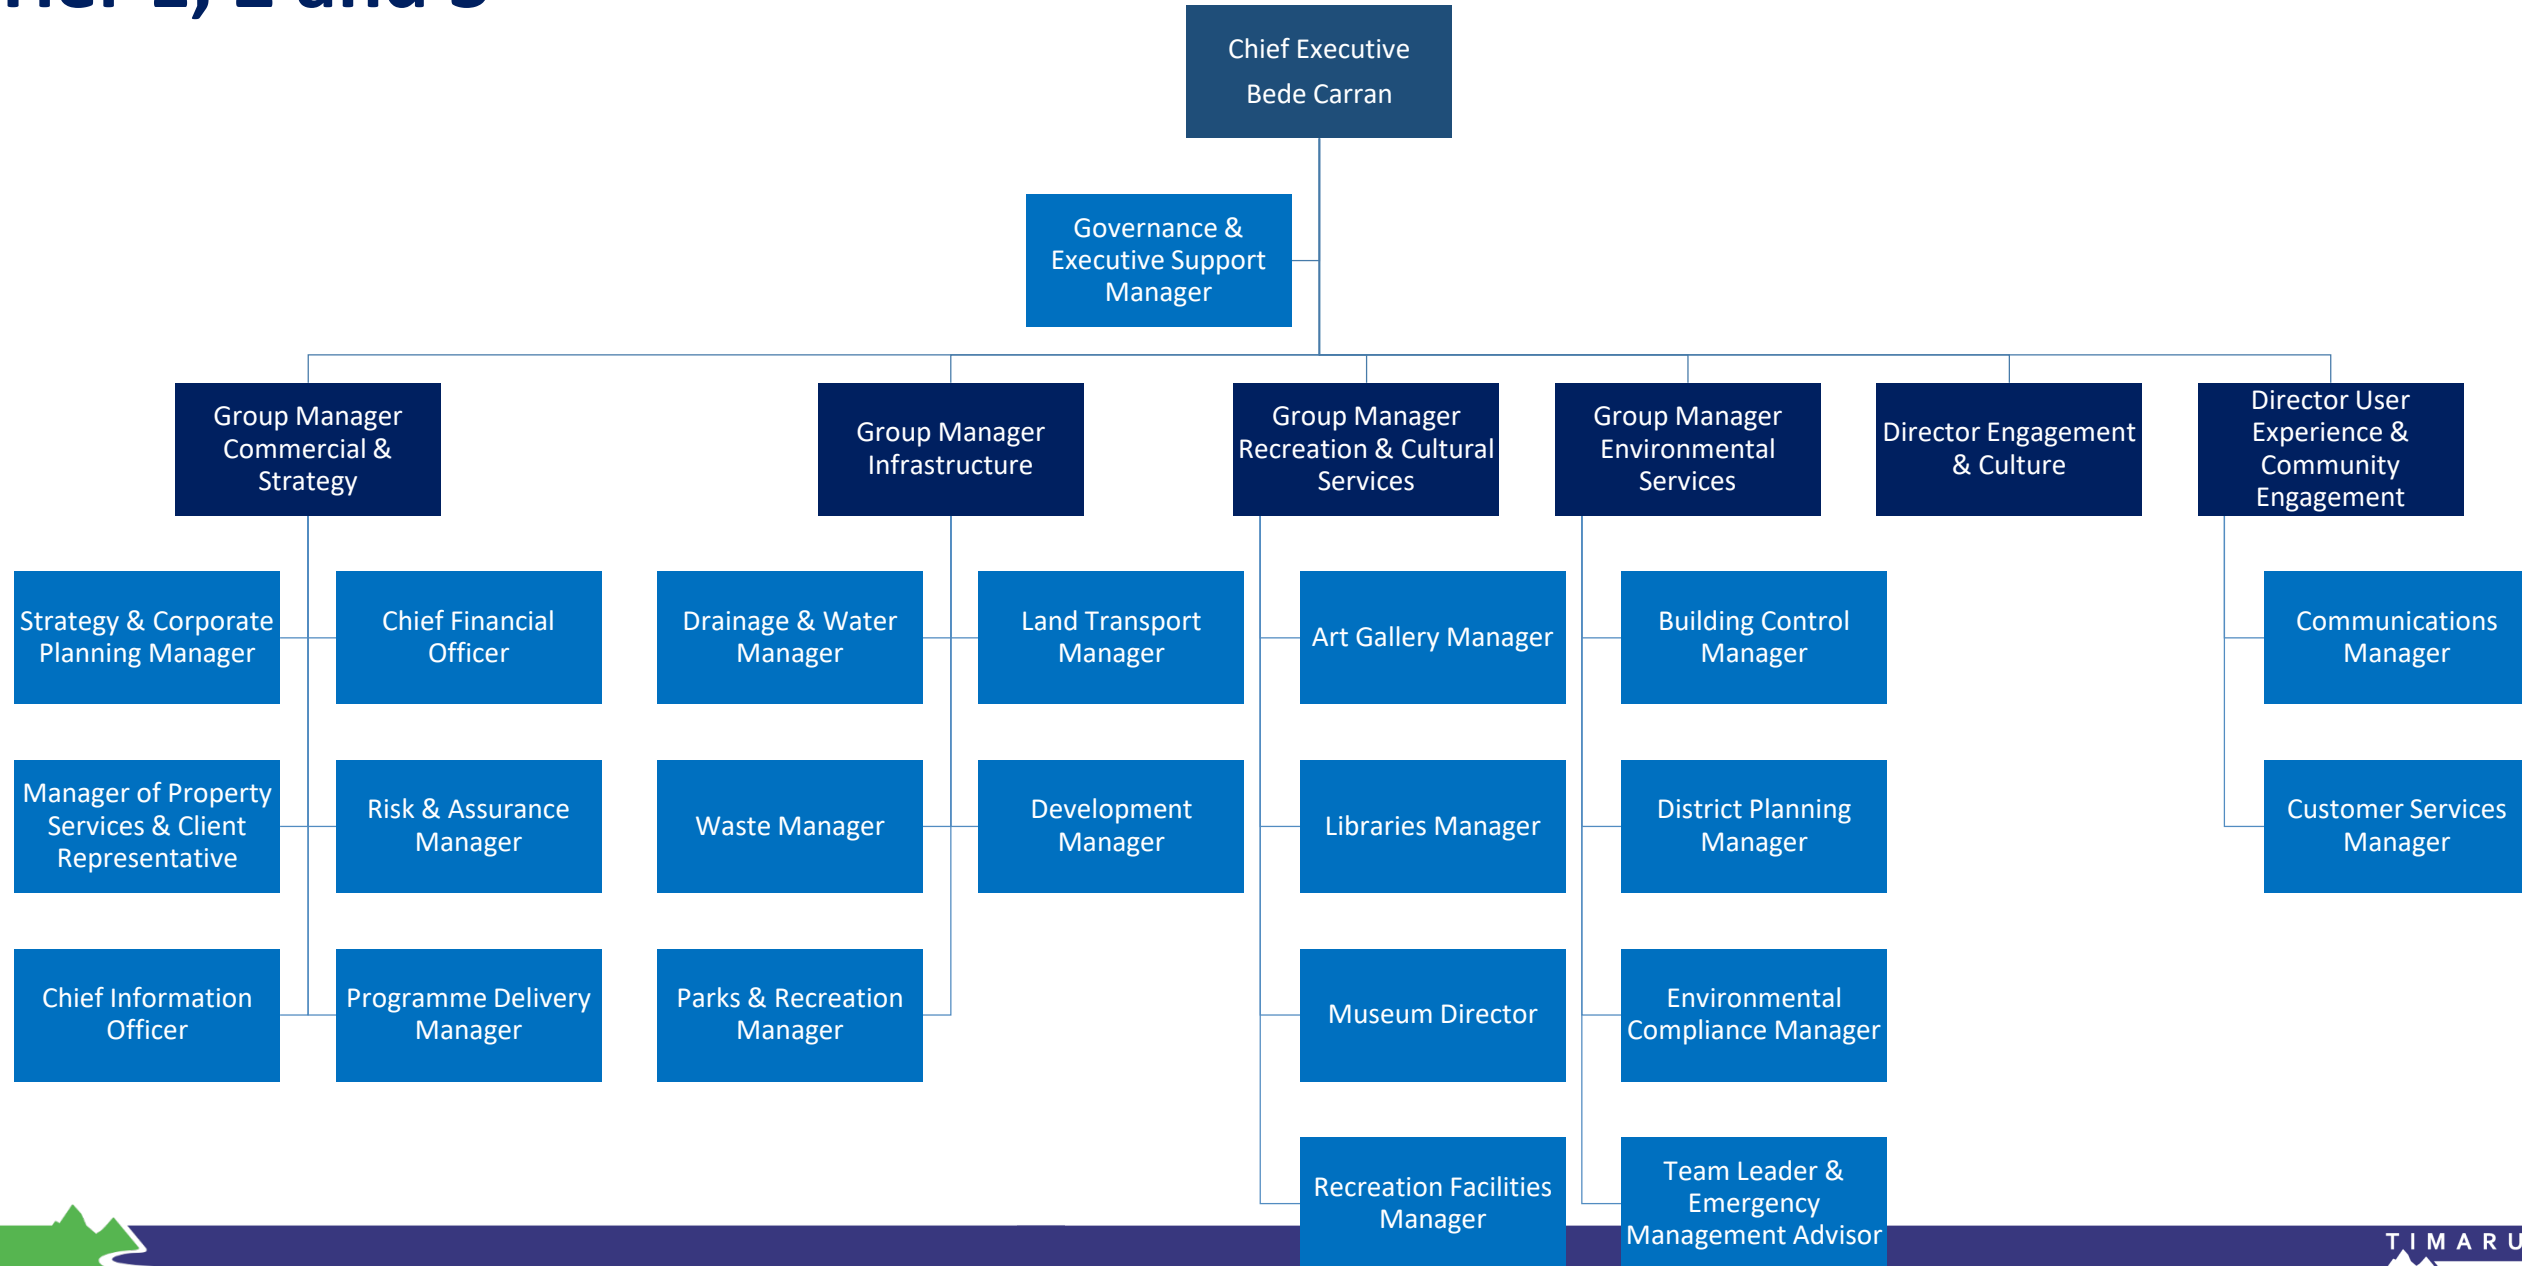 Tier 1, 2 and 3
Chief Executive
Bede Carran
Governance &
Executive Support
Manager
Group Manager
Commercial &
Strategy
Group Manager
Infrastructure
Group Manager
Recreation & Cultural
Services
Group Manager
Environmental
Services
Director Engagement
& Culture
Director User
Experience &
Community
Engagement
Strategy & Corporate
Planning Manager
Chief Financial
Officer
Drainage & Water
Manager
Land Transport
Manager
Art Gallery Manager
Building Control
Manager
Communications
Manager
Manager of Property
Services & Client
Representative
Risk & Assurance
Manager
Waste Manager
Development
Manager
Libraries Manager
District Planning
Manager
Customer Services
Manager
Chief Information
Officer
Programme Delivery
Manager
Parks & Recreation
Manager
Museum Director
Environmental
Compliance Manager
Recreation Facilities
Manager
Team Leader &
Emergency
Management Advisor
TIMARU